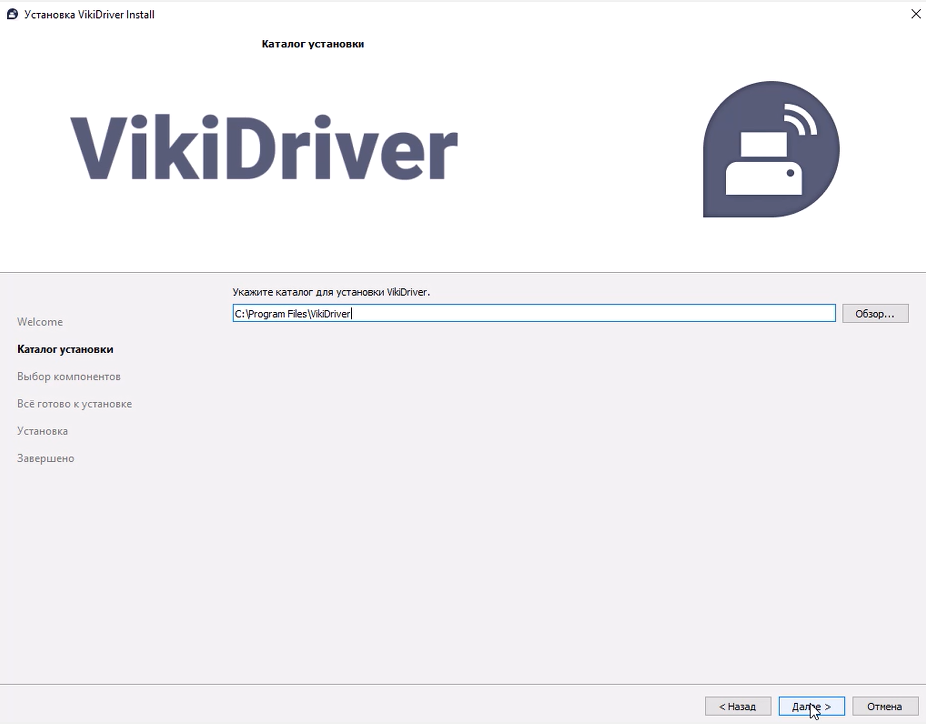 Установка VikiDriver Install
Каталог установки
VikiDriver
Укажите каталог для установки VikiDriver.
C:\Program Files\VikiDriver
Обзор...
Welcome
Каталог установки
Выбор компонентов
Всё готово к установке
Установка
Завершено
< Назад
Далее >
Отмена